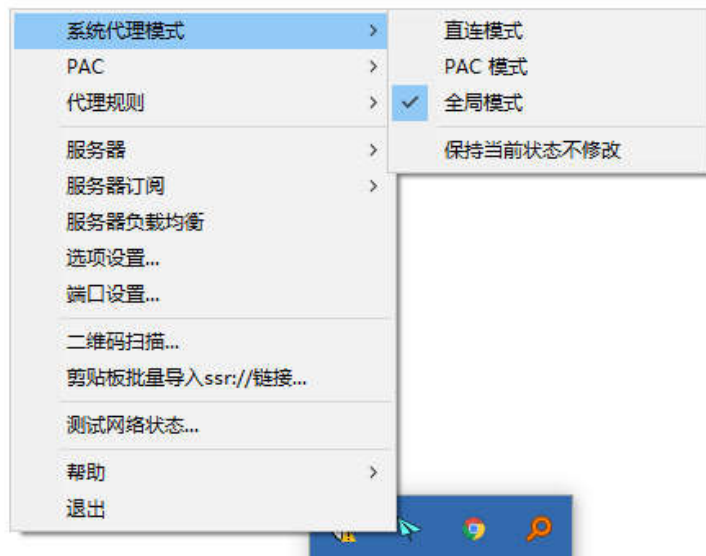 系统代理模式
PAC
代理规则
服务器
服务器订阅
服务器负载均衡
选项设置...
端口设置...
二维码扫描...
剪贴板批量导入ssr://链接...
测试网络状态...
帮助
退出
直连模式
PAC 模式
全局模式
保持当前状态不修改